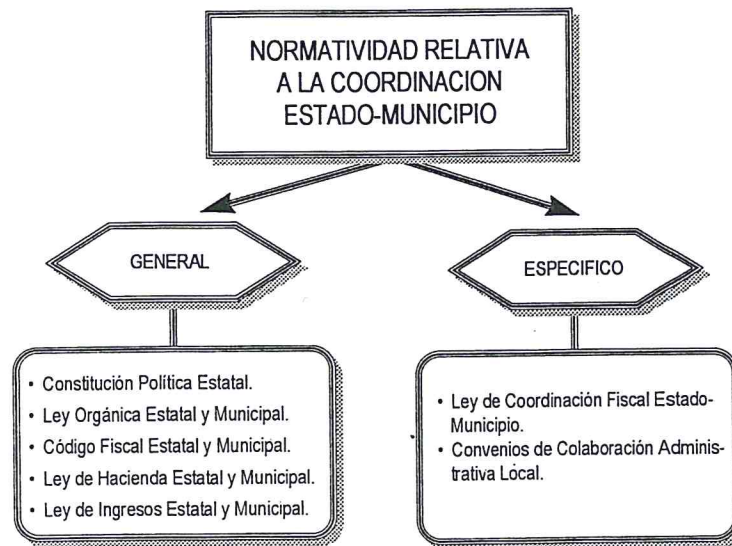 NORMATIVIDAD RELATIVA
A LA COORDINACION
ESTADO-MUNICIPIO
GENERAL
• Constitución Política Estatal.
• Ley Orgánica Estatal y Municipal.
• Código Fiscal Estatal y Municipal.
• Ley de Hacienda Estatal y Municipal.
• Ley de Ingresos Estatal y Municipal.
ESPECIFICO
• Ley de Coordinación Fiscal Estado-
Municipio.
• Convenios de Colaboración Adminis-
trativa Local.